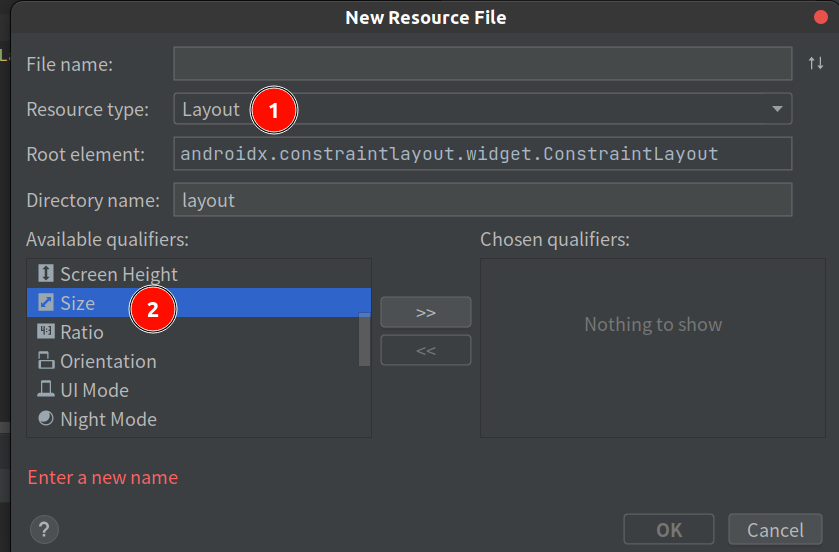 New Resource File
File name:
Resource type: Layout 1
Root element: androidx.constraintlayout.widget.ConstraintLayout
Directory name: layout
Available qualifiers: Chosen qualifiers:
Screen Height
Size 2
>>
Nothing to show
Ratio
<<
Orientation
UI Mode
Night Mode
Enter a new name
? OK Cancel